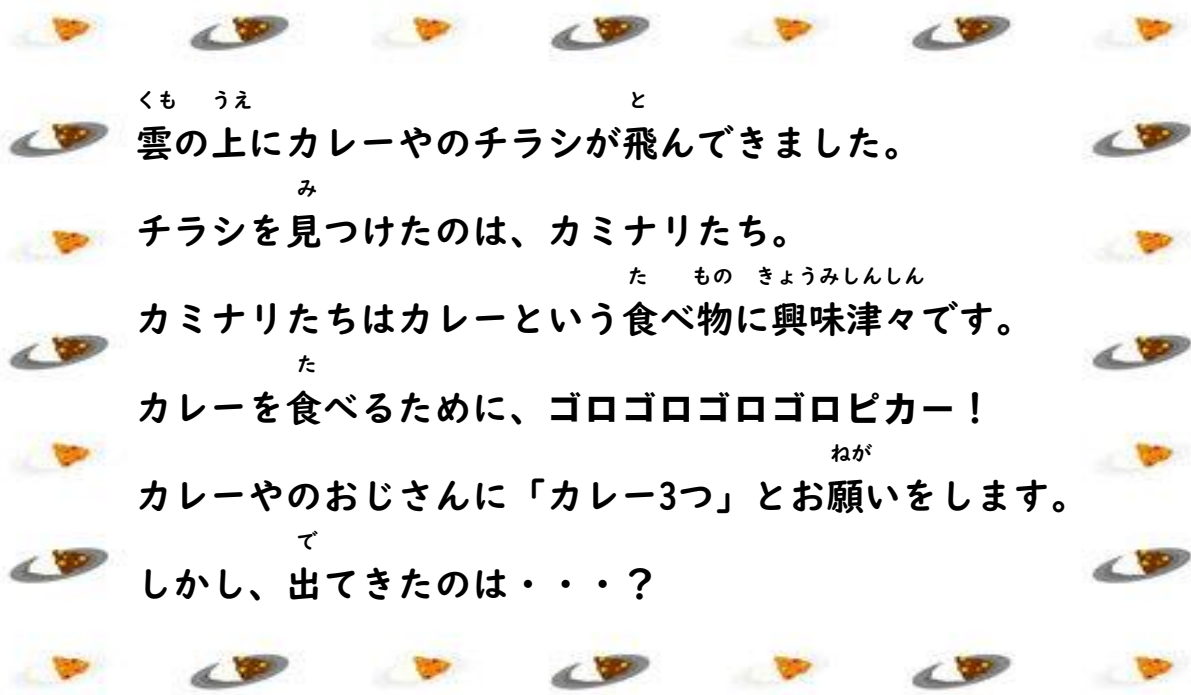 くも うえ と
雲の上にカレーやのチラシが飛んできました。
み
チラシを見つけたのは、カミナリたち。
た もの きょうみしんしん
カミナリたちはカレーという食べ物に興味津々です。
た
カレーを食べるために、ゴロゴロゴロゴロピカー!
ねが
カレーやのおじさんに「カレー3つ」とお願いをします。
で
しかし、出てきたのは・・・?